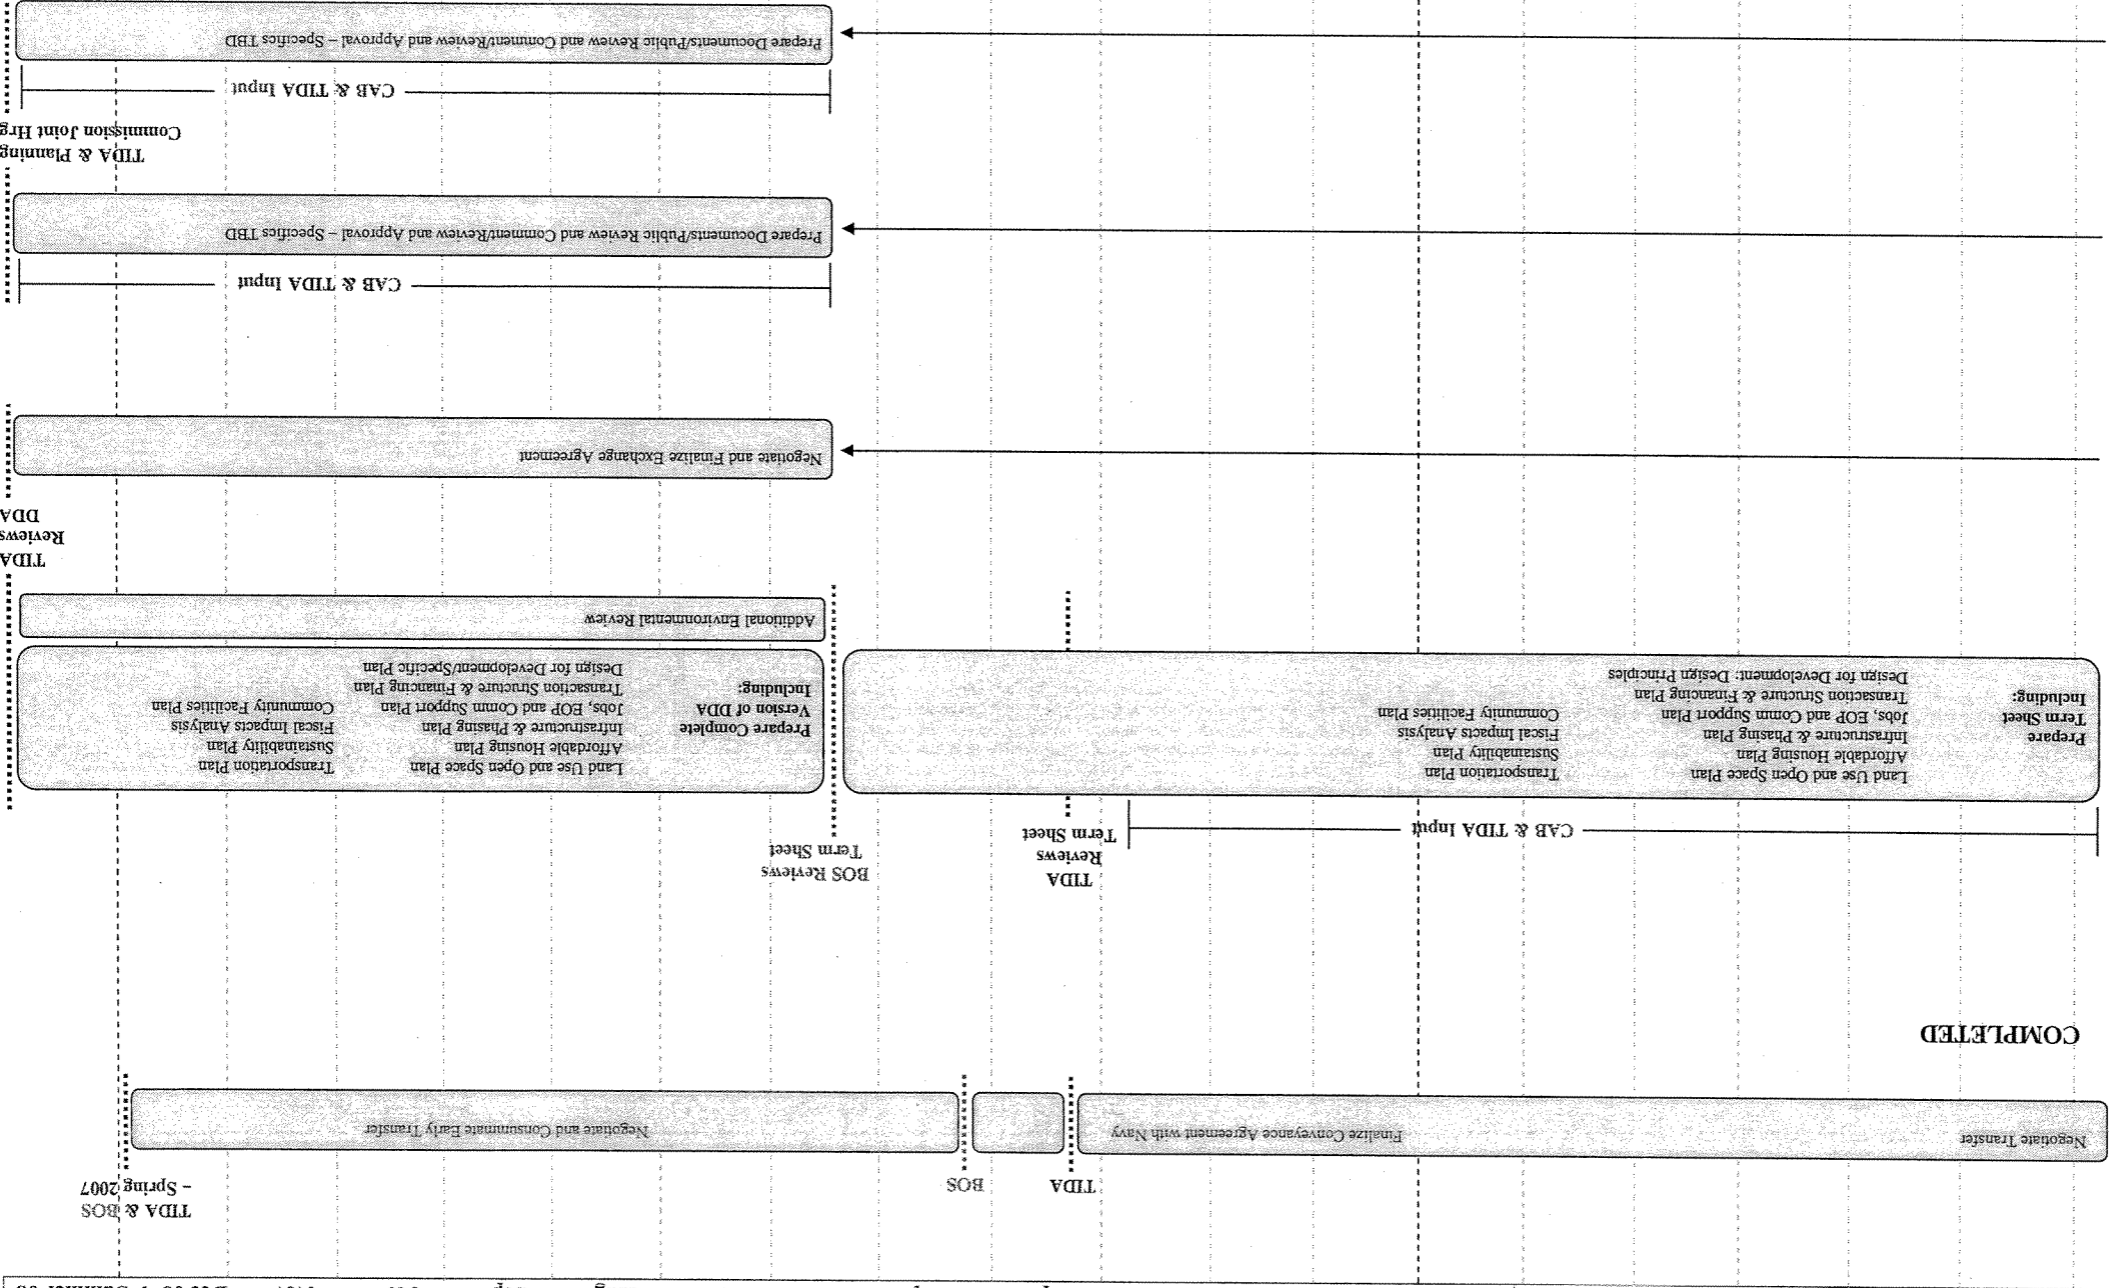 TIDA
BOS
TIDA & BOS
– Spring 2007
Negotiate Transfer
Finalize Conveyance Agreement with Navy
Negotiate and Consummate Early Transfer
COMPLETED
CAB & TIDA Input
TIDA
Reviews
Term Sheet
BOS Reviews
Term Sheet
Prepare
Term Sheet
Including:
Land Use and Open Space Plan
Affordable Housing Plan
Infrastructure & Phasing Plan
Jobs, EOP and Comm Support Plan
Transaction Structure & Financing Plan
Design for Development: Design Principles
Transportation Plan
Sustainability Plan
Fiscal Impacts Analysis
Community Facilities Plan
Prepare Complete
Version of DDA
Including:
Land Use and Open Space Plan
Affordable Housing Plan
Infrastructure & Phasing Plan
Jobs, EOP and Comm Support Plan
Transaction Structure & Financing Plan
Design for Development/Specific Plan
Transportation Plan
Sustainability Plan
Fiscal Impacts Analysis
Community Facilities Plan
Additional Environmental Review
TIDA
Reviews
DDA
Negotiate and Finalize Exchange Agreement
CAB & TIDA Input
Prepare Documents/Public Review and Comment/Review and Approval – Specifics TBD
TIDA & Planning
Commission Joint Hrg
CAB & TIDA Input
Prepare Documents/Public Review and Comment/Review and Approval – Specifics TBD